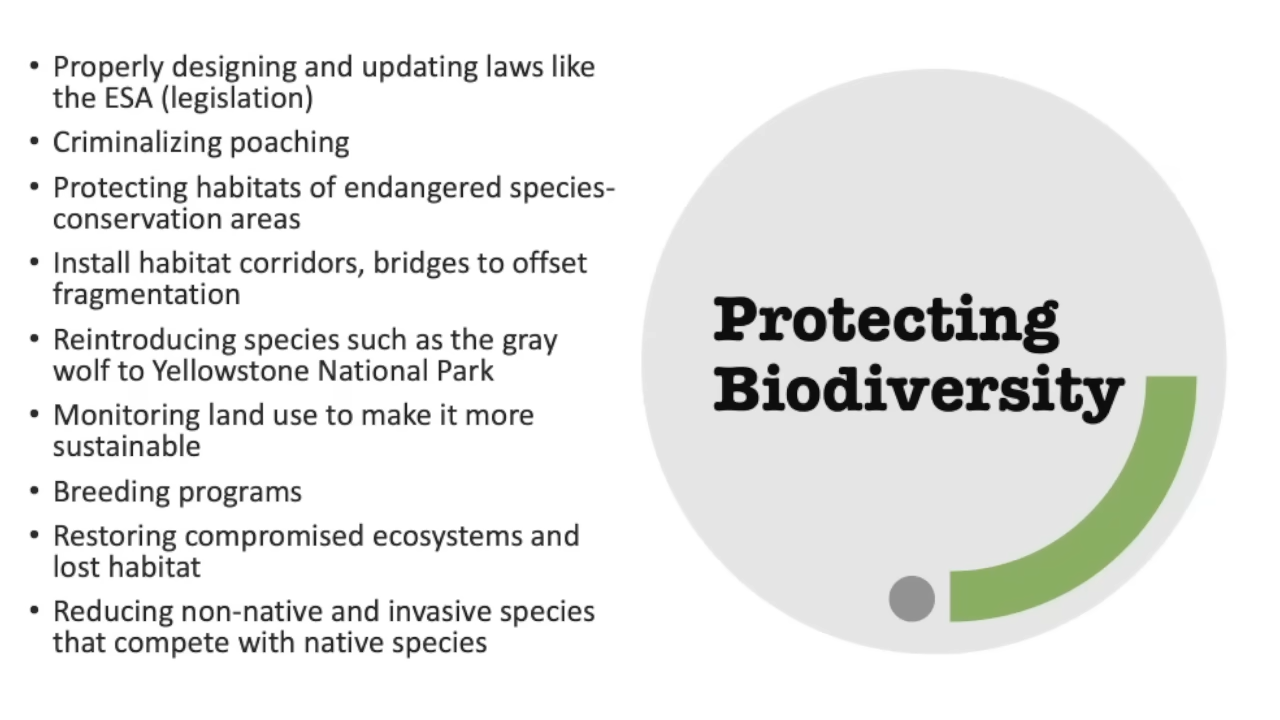 • Properly designing and updating laws like
the ESA (legislation)
• Criminalizing poaching
• Protecting habitats of endangered species-
conservation areas
• Install habitat corridors, bridges to offset
fragmentation
• Reintroducing species such as the gray
wolf to Yellowstone National Park
• Monitoring land use to make it more
sustainable
• Breeding programs
• Restoring compromised ecosystems and
lost habitat
• Reducing non-native and invasive species
that compete with native species
Protecting
Biodiversity